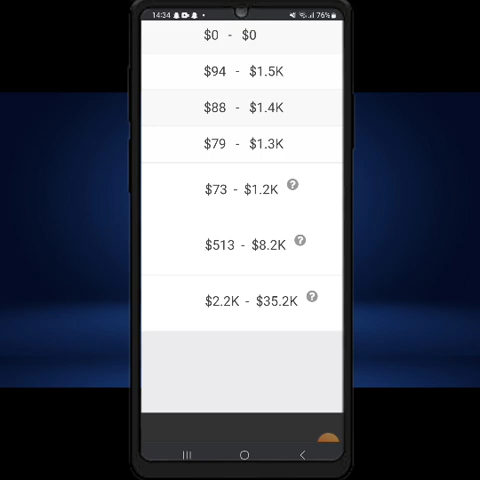 14:34
76%
$0 - $0
$94 - $1.5K
$88 - $1.4K
$79 - $1.3K
$73 - $1.2K ?
$513 - $8.2K ?
$2.2K - $35.2K ?